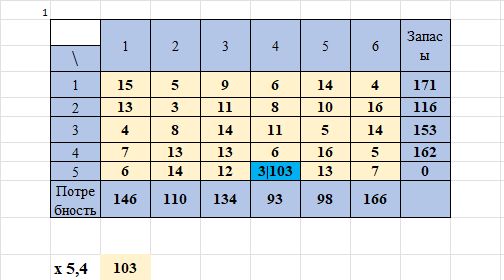 1
\ 1 2 3 4 5 6 Запас
ы
1 15 5 9 6 14 4 171
2 13 3 11 8 10 16 116
3 4 8 14 11 5 14 153
4 7 13 13 6 16 5 162
5 6 14 12 3|103 13 7 0
Потре
бность 146 110 134 93 98 166
x 5,4 103